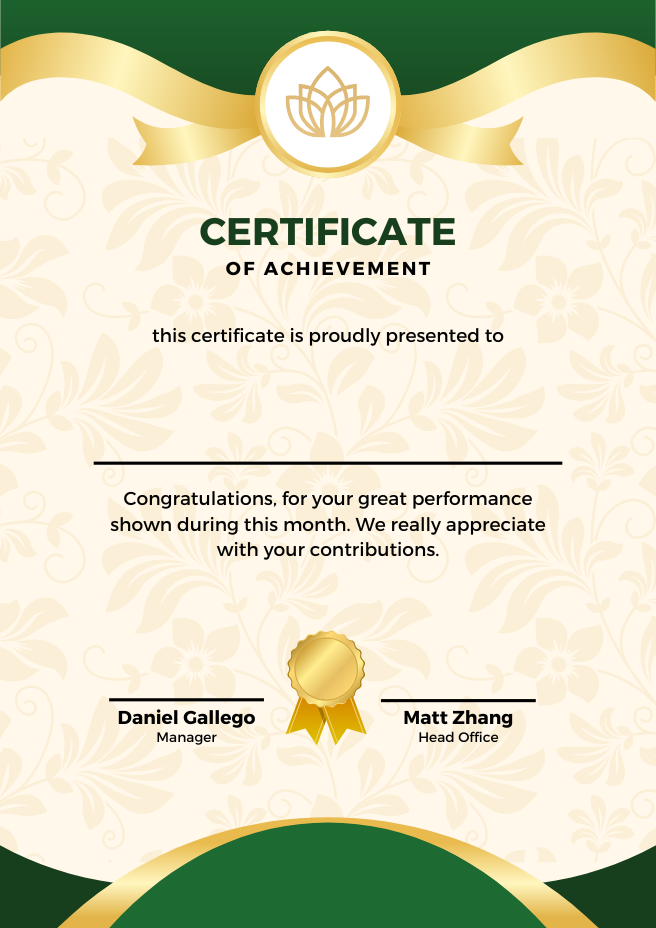 CERTIFICATE
OF ACHIEVEMENT
this certificate is proudly presented to
Congratulations, for your great performance
shown during this month. We really appreciate
with your contributions.
Daniel Gallego
Manager
Matt Zhang
Head Office